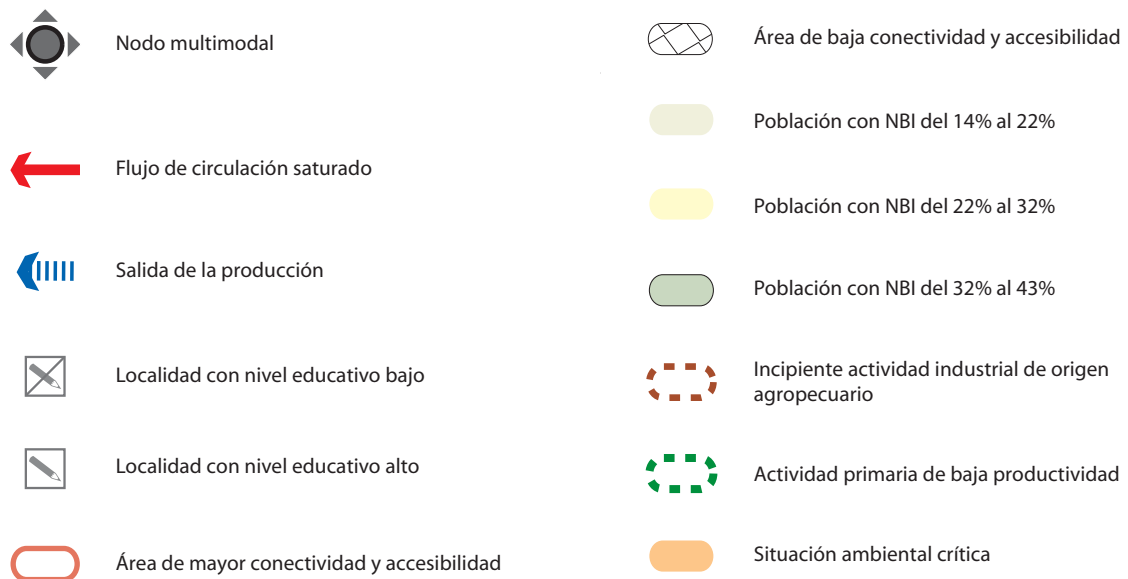 Nodo multimodal
Flujo de circulación saturado
Salida de la producción
Localidad con nivel educativo bajo
Localidad con nivel educativo alto
Área de mayor conectividad y accesibilidad
Área de baja conectividad y accesibilidad
Población con NBI del 14% al 22%
Población con NBI del 22% al 32%
Población con NBI del 32% al 43%
Incipiente actividad industrial de origen
agropecuario
Actividad primaria de baja productividad
Situación ambiental crítica